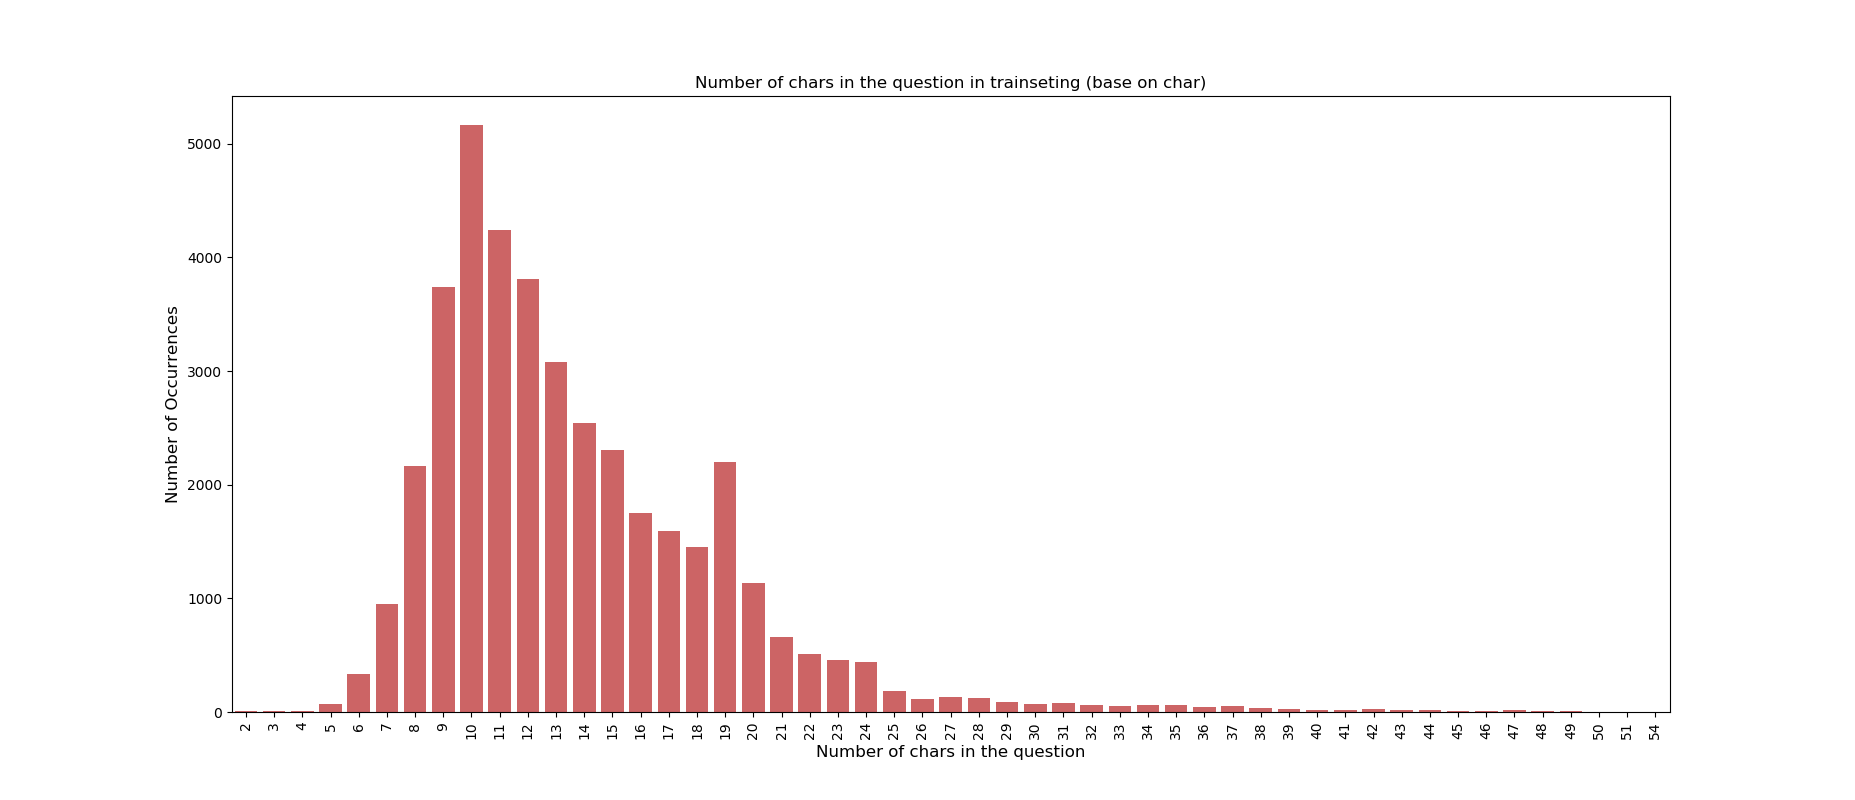 Number of chars in the question in trainseting (base on char)
Number of Occurrences
5000
4000
3000
2000
1000
0
2 3 4 5 6 7 8 9 10 11 12 13 14 15 16 17 18 19 20 21 22 23 24 25 26 27 28 29 30 31 32 33 34 35 36 37 38 39 40 41 42 43 44 45 46 47 48 49 50 51 54
Number of chars in the question